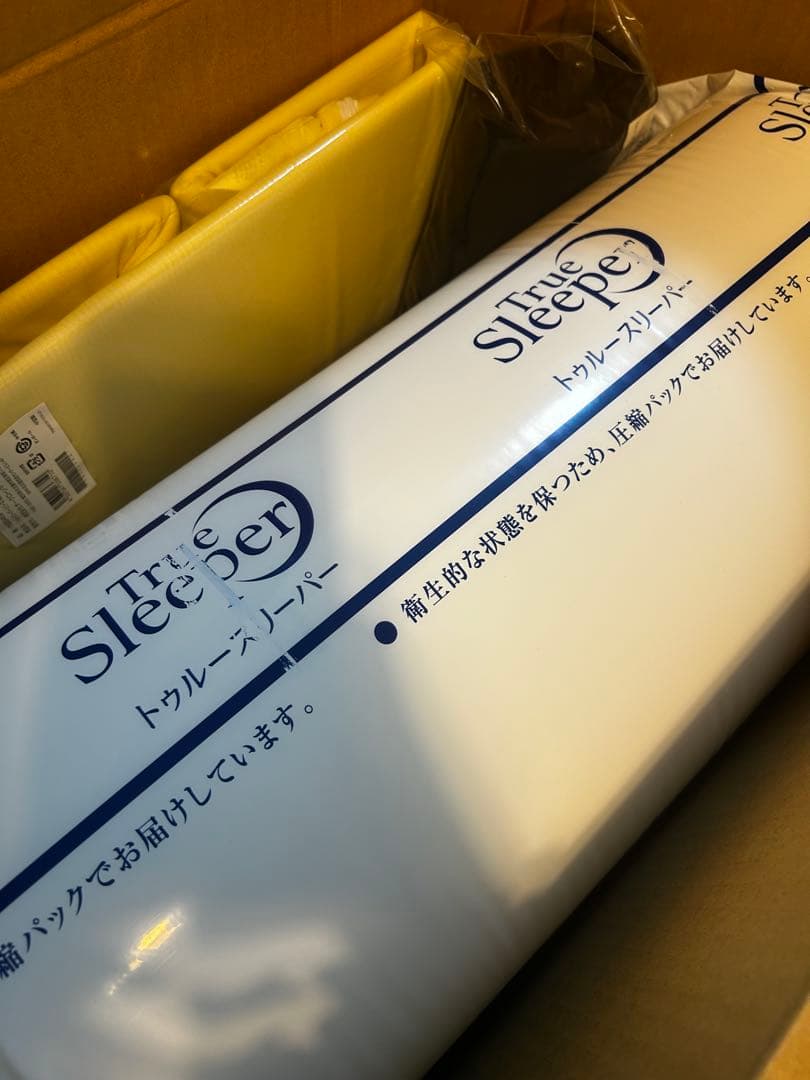 True
Sleeper
トゥルースリーパー
●衛生的な状態を保つため、圧縮パックでお届けしています。
True
Sleeper
トゥルースリーパー
縮パックでお届けしています。
Sl